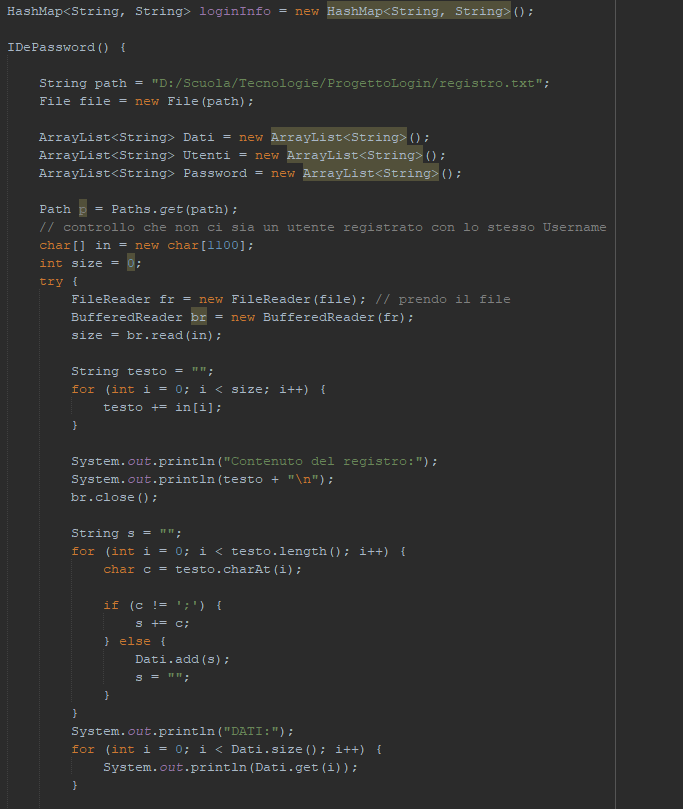 HashMap<String, String> loginInfo = new HashMap<String, String>();
IDePassword() {
String path = "D:/Scuola/Tecnologie/ProgettoLogin/registro.txt";
File file = new File(path);
ArrayList<String> Dati = new ArrayList<String>();
ArrayList<String> Utenti = new ArrayList<String>();
ArrayList<String> Password = new ArrayList<String>();
Path p = Paths.get(path);
// controllo che non ci sia un utente registrato con lo stesso Username
char[] in = new char[1100];
int size = 0;
try {
FileReader fr = new FileReader(file); // prendo il file
BufferedReader br = new BufferedReader(fr);
size = br.read(in);
String testo = "";
for (int i = 0; i < size; i++) {
testo += in[i];
}
System.out.println("Contenuto del registro:");
System.out.println(testo + "\n");
br.close();
String s = "";
for (int i = 0; i < testo.length(); i++) {
char c = testo.charAt(i);
if (c != ';') {
s += c;
} else {
Dati.add(s);
s = "";
}
}
System.out.println("DATI:");
for (int i = 0; i < Dati.size(); i++) {
System.out.println(Dati.get(i));
}